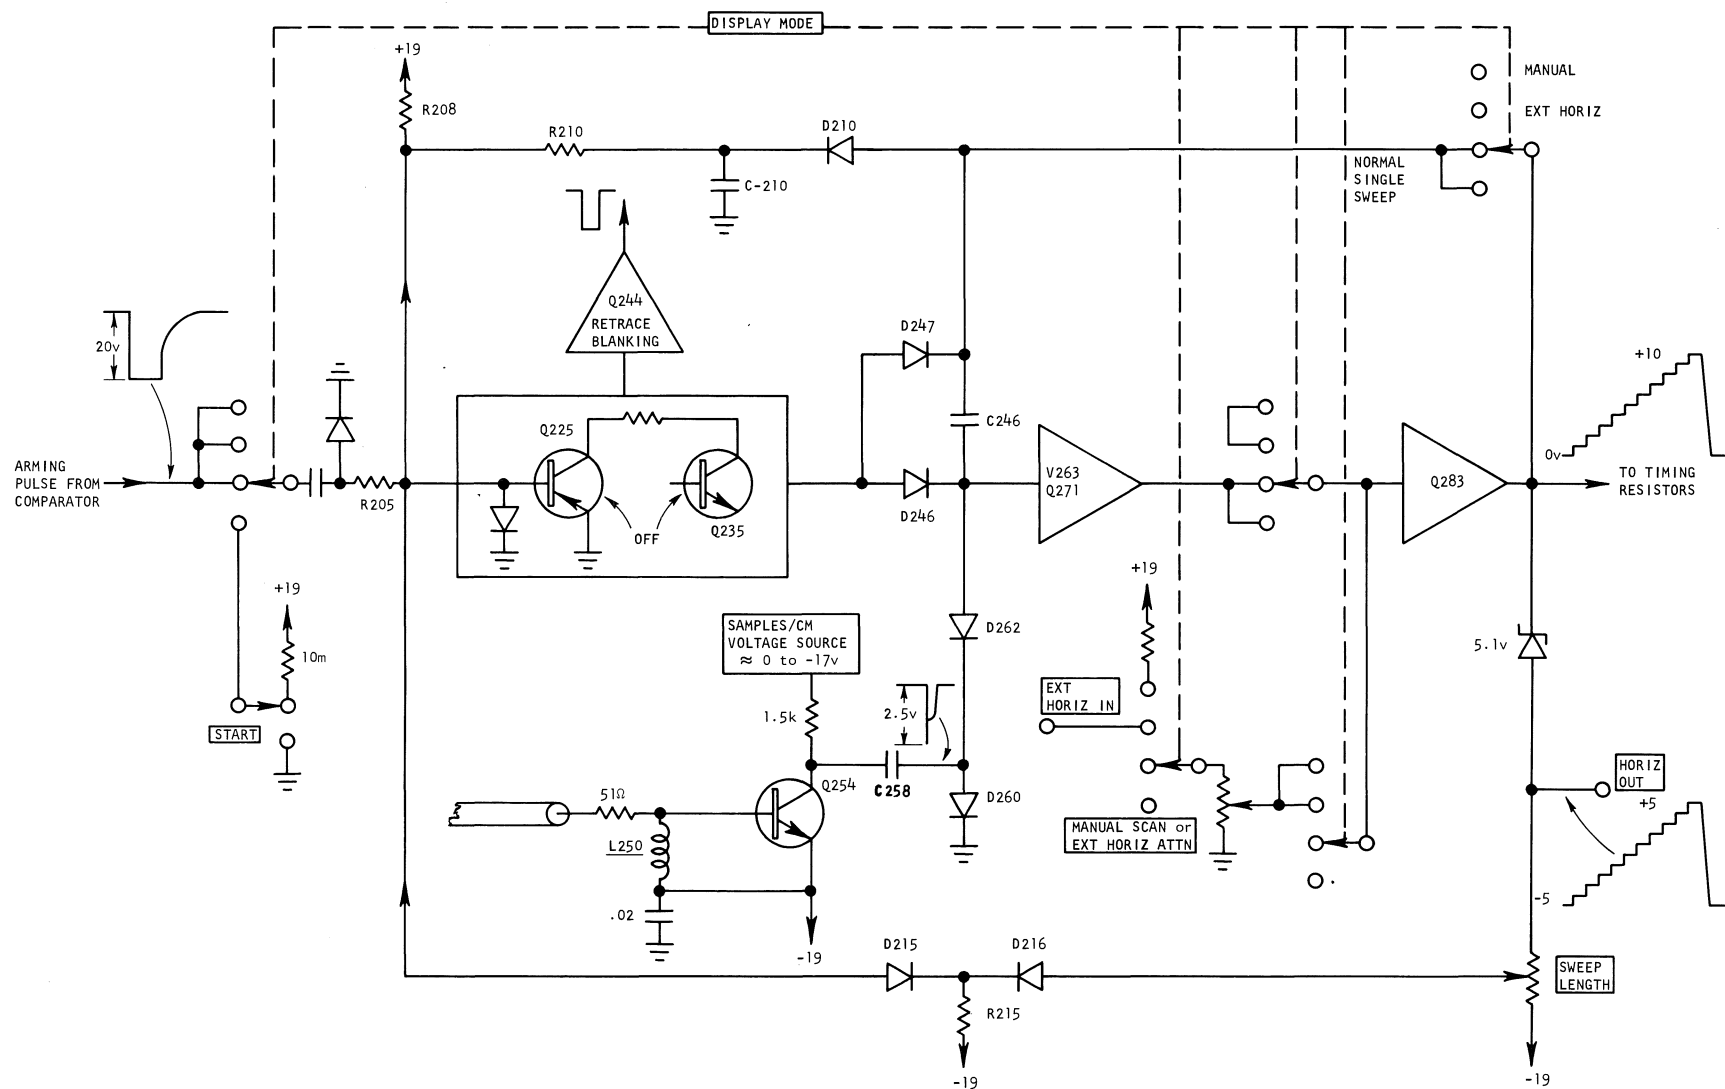 DISPLAY MODE
+19
R208
R210
D210
C-210
MANUAL
EXT HORIZ
NORMAL
SINGLE
SWEEP
20v
ARMING
PULSE FROM
COMPARATOR
R205
+19
10m
START
Q244
RETRACE
BLANKING
Q225
Q235
OFF
D247
C246
D246
V263
Q271
Q283
+10
0v
TO TIMING
RESISTORS
5.1v
SAMPLES/CM
VOLTAGE SOURCE
≈ 0 to -17v
1.5k
2.5v
D262
C258
D260
Q254
51Ω
L250
.02
-19
+19
EXT
HORIZ IN
MANUAL SCAN or
EXT HORIZ ATTN
HORIZ
OUT
+5
-5
D215
D216
R215
-19
SWEEP
LENGTH
-19